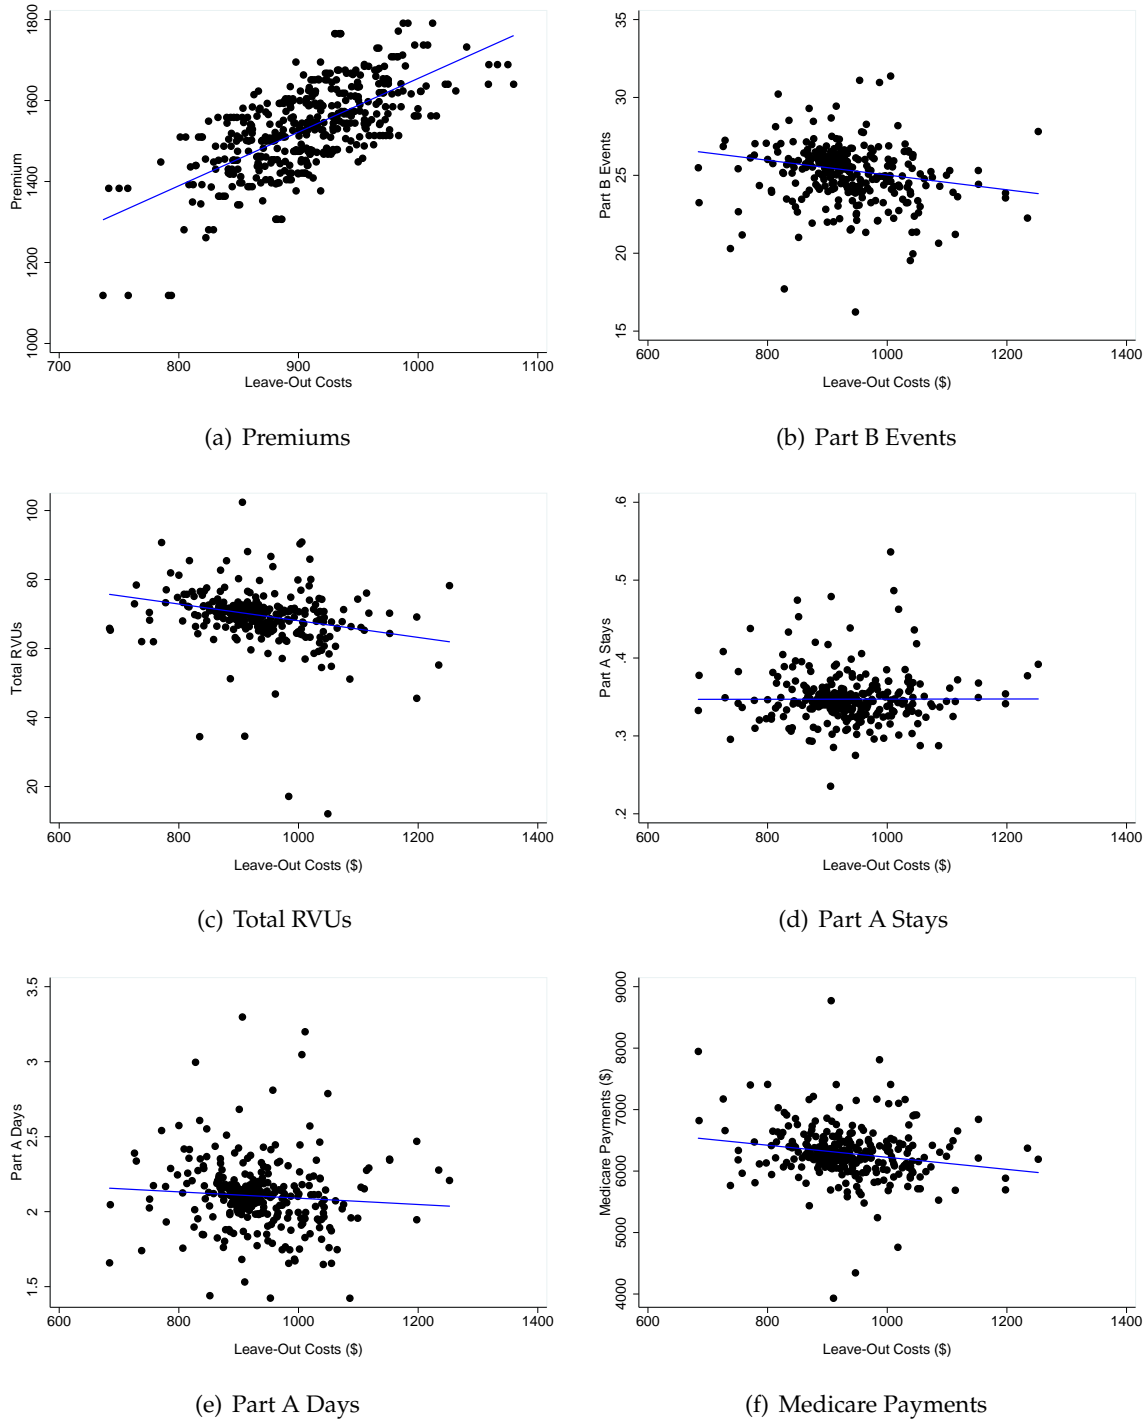 1800
1600
1400
1200
1000
Premium
700 800 900 1000 1100
Leave-Out Costs
(a) Premiums
35
30
25
20
15
Part B Events
600 800 1000 1200 1400
Leave-Out Costs ($)
(b) Part B Events
100
80
60
40
20
Total RVUs
600 800 1000 1200 1400
Leave-Out Costs ($)
(c) Total RVUs
.6
.5
.4
.3
.2
Part A Stays
600 800 1000 1200 1400
Leave-Out Costs ($)
(d) Part A Stays
3.5
3
2.5
2
1.5
Part A Days
600 800 1000 1200 1400
Leave-Out Costs ($)
(e) Part A Days
9000
8000
7000
6000
5000
4000
Medicare Payments ($)
600 800 1000 1200 1400
Leave-Out Costs ($)
(f) Medicare Payments